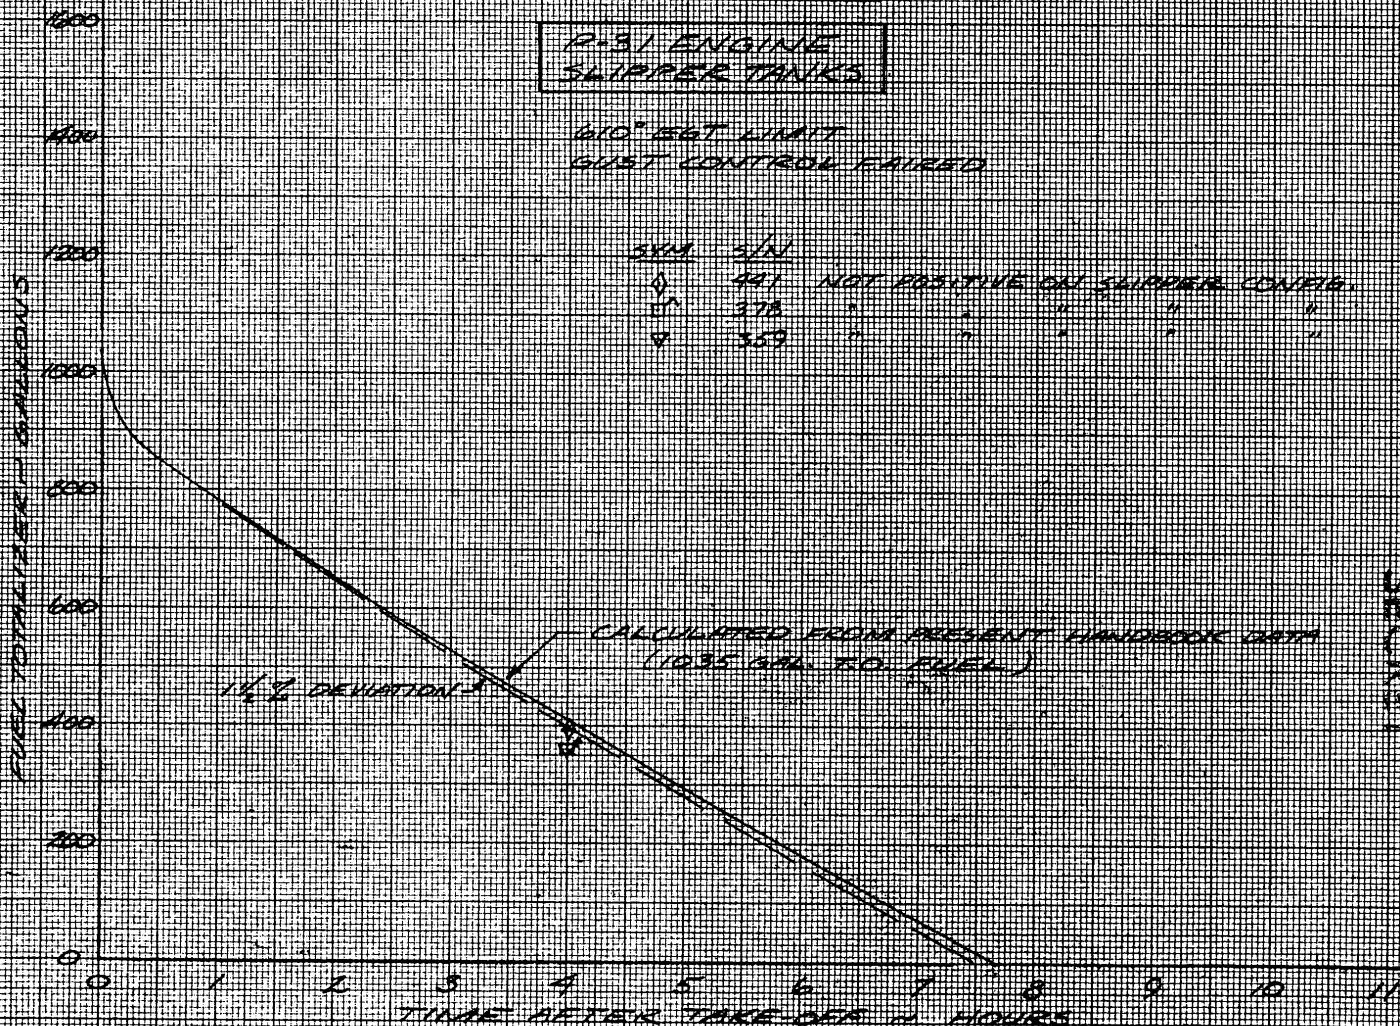 P-31 ENGINE
SLIPPER TANKS
610° EGT LIMIT
GUST CONTROL FAIRED
SYM S/N
441 NOT POSITIVE ON SLIPPER CONFIG.
378 " " " " "
359 " " " " "
CALCULATED FROM PRESENT HANDBOOK DATA
(1035 GAL. T.O. FUEL)
1½% DEVIATION
FUEL TOTALIZER ~ GALLONS
1600
1400
1200
1000
800
600
400
200
0
0 1 2 3 4 5 6 7 8 9 10 11
TIME AFTER TAKE-OFF ~ HOURS